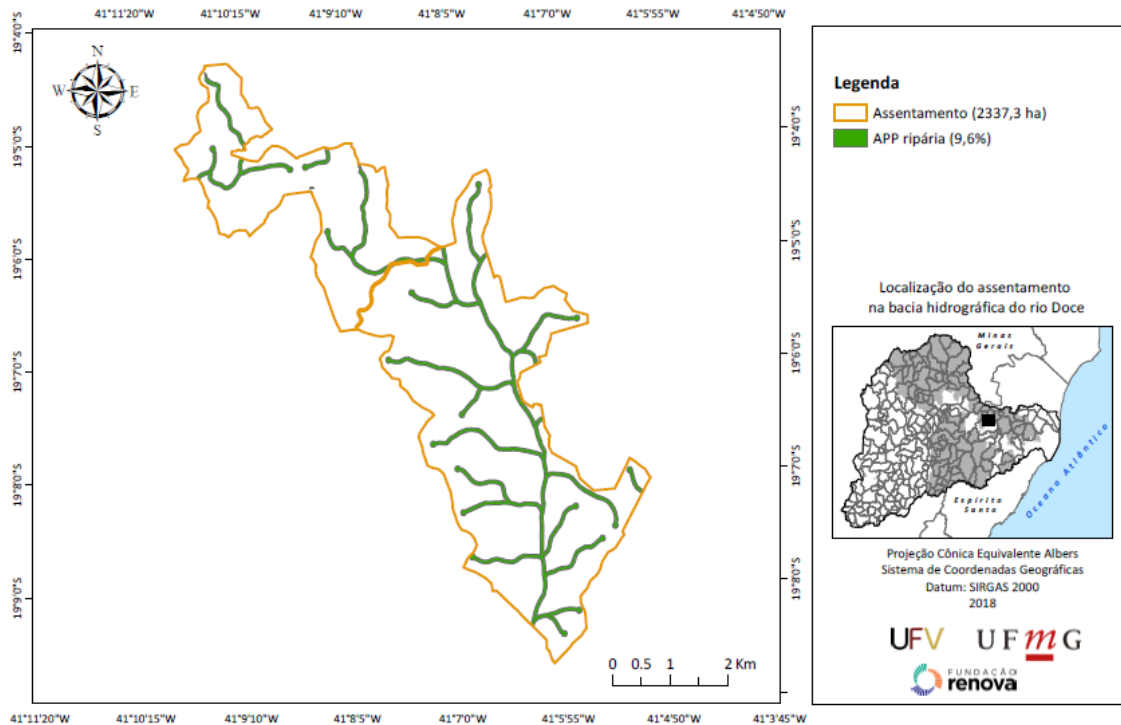 41°11'20"W 41°10'15"W 41°9'10"W 41°8'5"W 41°7'0"W 41°5'55"W 41°4'50"W
19°4'0"S
19°5'0"S
19°6'0"S
19°7'0"S
19°8'0"S
19°9'0"S
N
W E
S
19°4'0"S
19°5'0"S
19°6'0"S
19°7'0"S
19°8'0"S
0 0.5 1 2 Km
41°11'20"W 41°10'15"W 41°9'10"W 41°8'5"W 41°7'0"W 41°5'55"W 41°4'50"W 41°3'45"W
Legenda
Assentamento (2337,3 ha)
APP ripária (9,6%)
Localização do assentamento
na bacia hidrográfica do rio Doce
Minas
Gerais
Espírito
Santo
Oceano Atlântico
Projeção Cônica Equivalente Albers
Sistema de Coordenadas Geográficas
Datum: SIRGAS 2000
2018
UFV UFmG
FUNDAÇÃO
renova